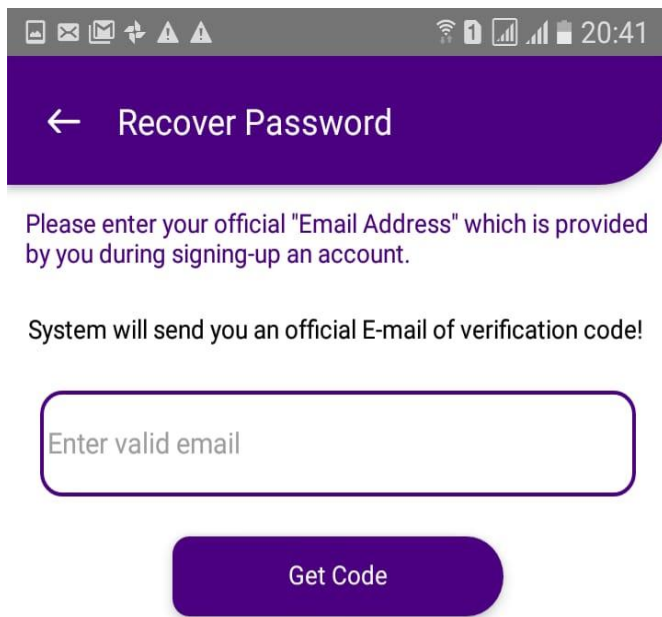 1 20:41
Recover Password
Please enter your official "Email Address" which is provided
by you during signing-up an account.
System will send you an official E-mail of verification code!
Enter valid email
Get Code